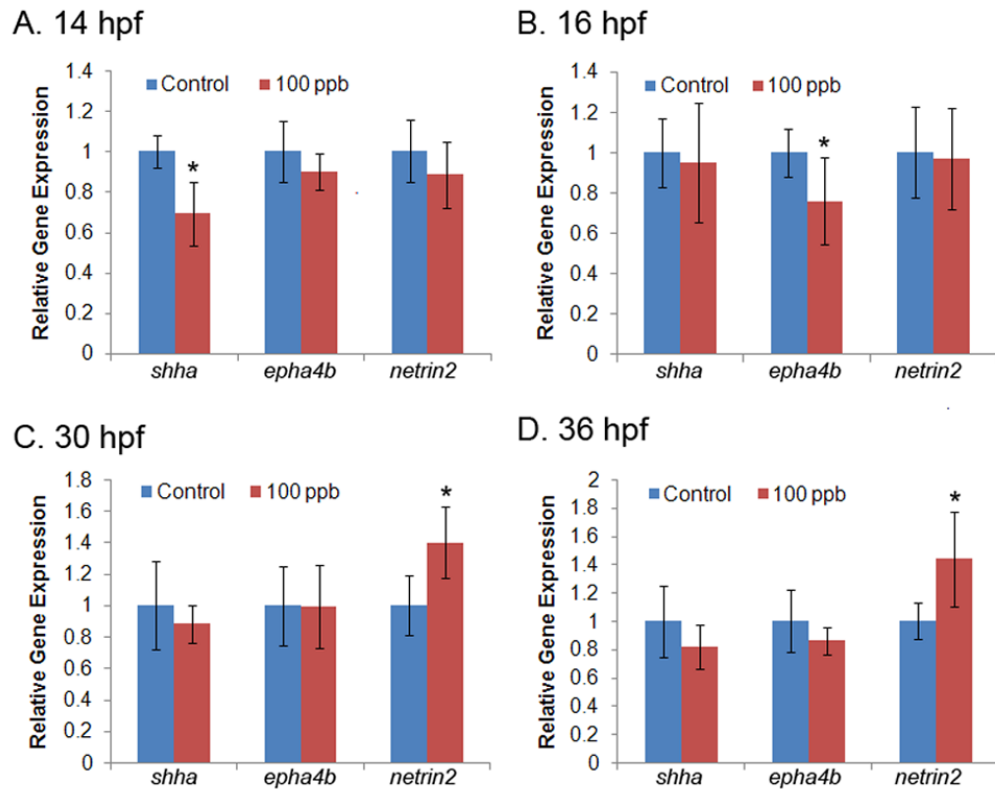 A. 14 hpf
Relative Gene Expression
1.4
1.2
1
0.8
0.6
0.4
0.2
0
Control 100 ppb
*
shha epha4b netrin2
B. 16 hpf
Relative Gene Expression
1.4
1.2
1
0.8
0.6
0.4
0.2
0
Control 100 ppb
*
shha epha4b netrin2
C. 30 hpf
Relative Gene Expression
1.8
1.6
1.4
1.2
1
0.8
0.6
0.4
0.2
0
Control 100 ppb
*
shha epha4b netrin2
D. 36 hpf
Relative Gene Expression
2
1.8
1.6
1.4
1.2
1
0.8
0.6
0.4
0.2
0
Control 100 ppb
*
shha epha4b netrin2